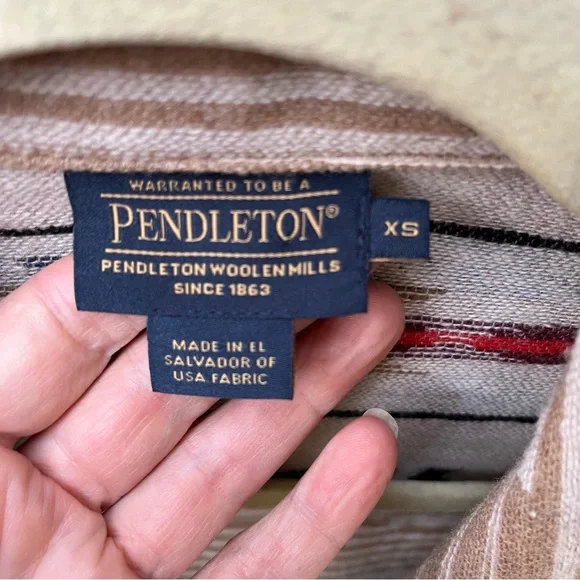 WARRANTED TO BE A
PENDLETON®
XS
PENDLETON WOOLEN MILLS
SINCE 1863
MADE IN EL
SALVADOR OF
USA FABRIC